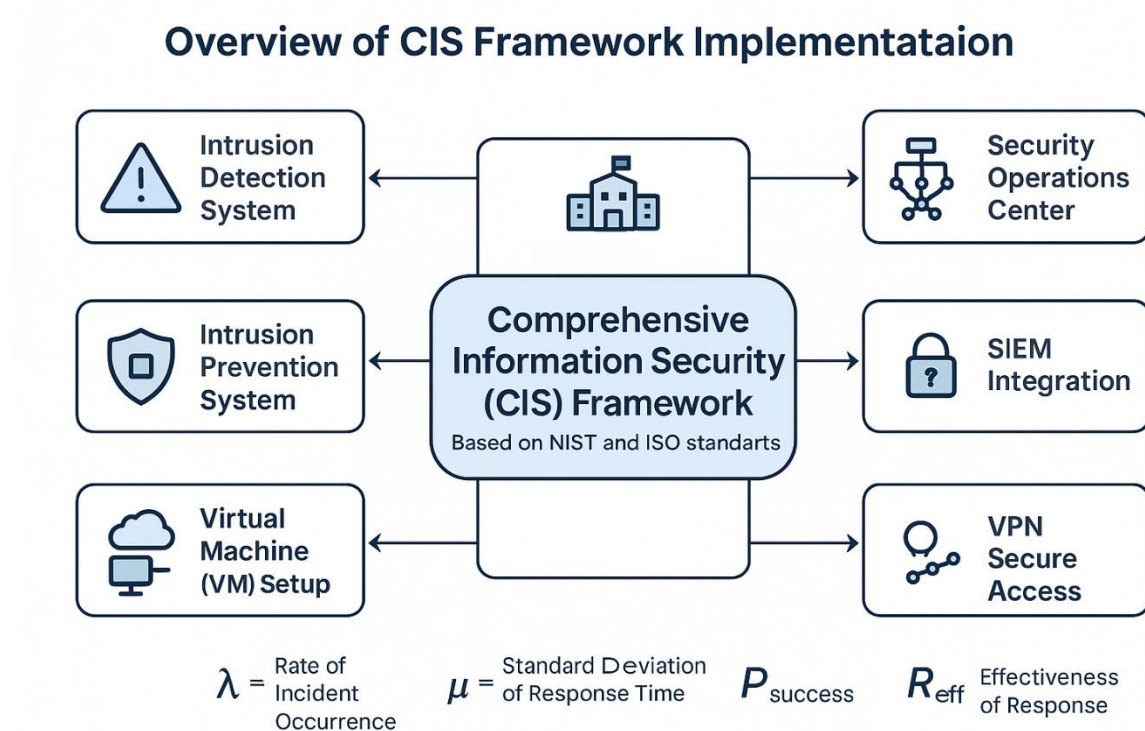 Overview of CIS Framework Implementataion
Intrusion
Detection
System
Security
Operations
Center
Comprehensive
Information Security
(CIS) Framework
Based on NIST and ISO standarts
Intrusion
Prevention
System
SIEM
Integration
?
Virtual
Machine
(VM) Setup
VPN
Secure
Access
λ = Rate of
Incident
Occurrence
μ = Standard Deviation
of Response Time
P success
R eff Effectiveness
of Response